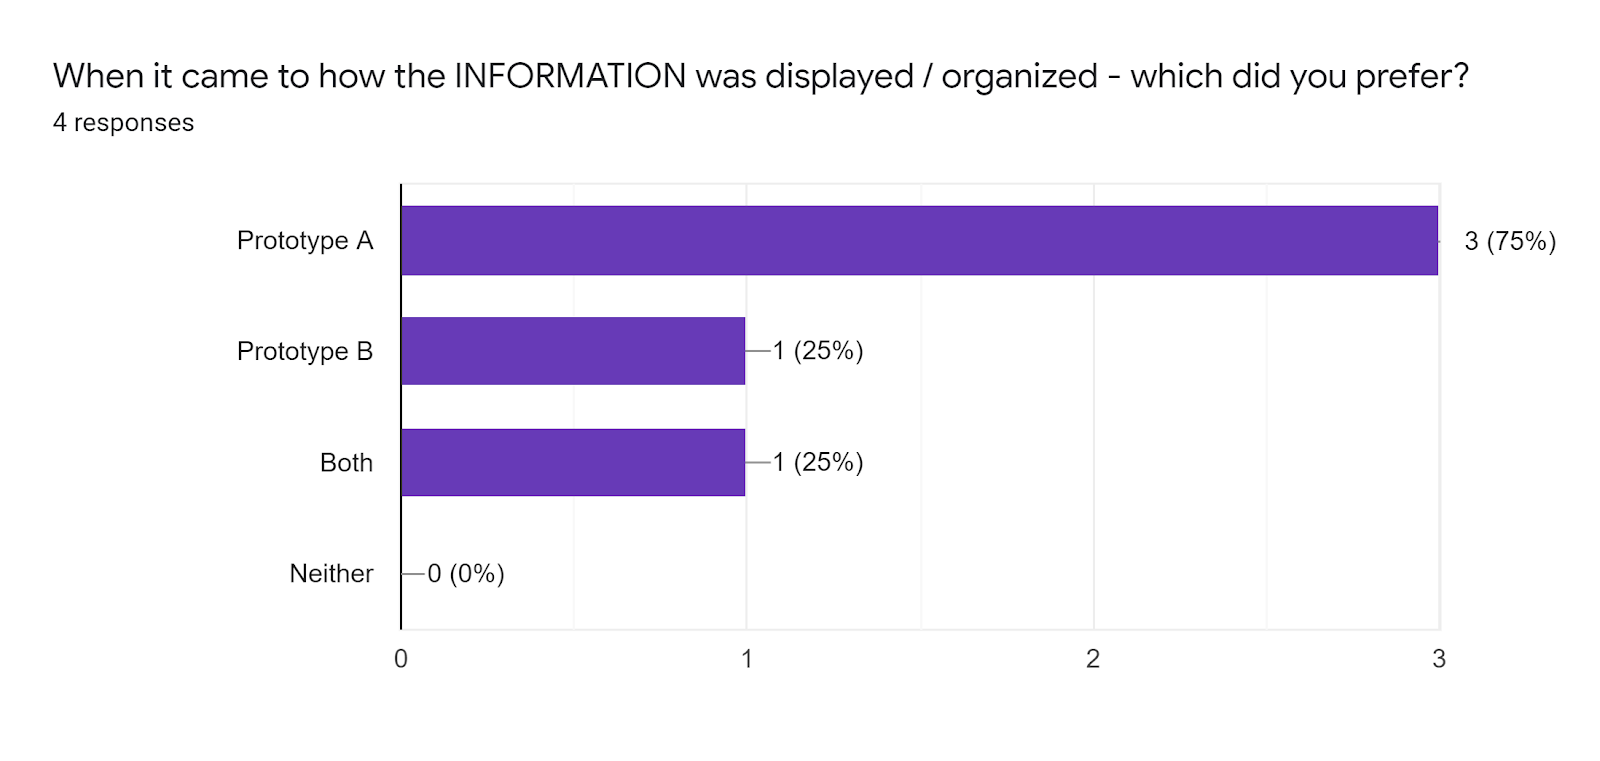 When it came to how the INFORMATION was displayed / organized - which did you prefer?
4 responses
Prototype A
3 (75%)
Prototype B
1 (25%)
Both
1 (25%)
Neither
0 (0%)
0 1 2 3